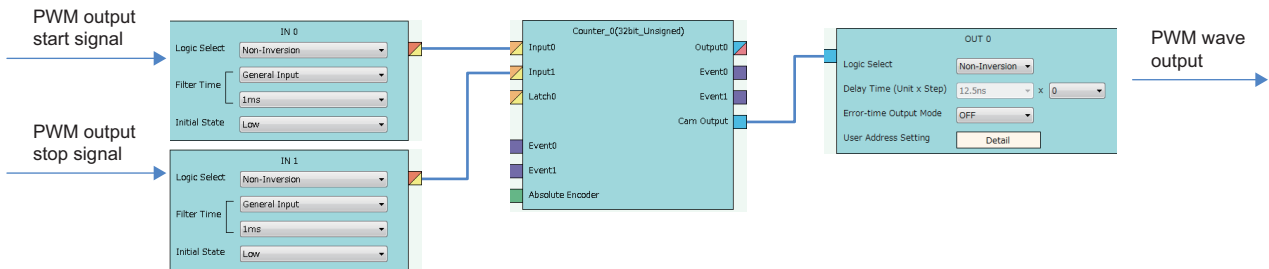 PWM output
start signal
IN 0
Logic Select Non-Inversion
Filter Time General Input
1ms
Initial State Low
PWM output
stop signal
IN 1
Logic Select Non-Inversion
Filter Time General Input
1ms
Initial State Low
Counter_0(32bit_Unsigned)
Input0 Output0
Input1 Event0
Latch0 Event1
Cam Output
Event0
Event1
Absolute Encoder
OUT 0
Logic Select Non-Inversion
Delay Time (Unit x Step) 12.5ns x 0
Error-time Output Mode OFF
User Address Setting Detail
PWM wave
output